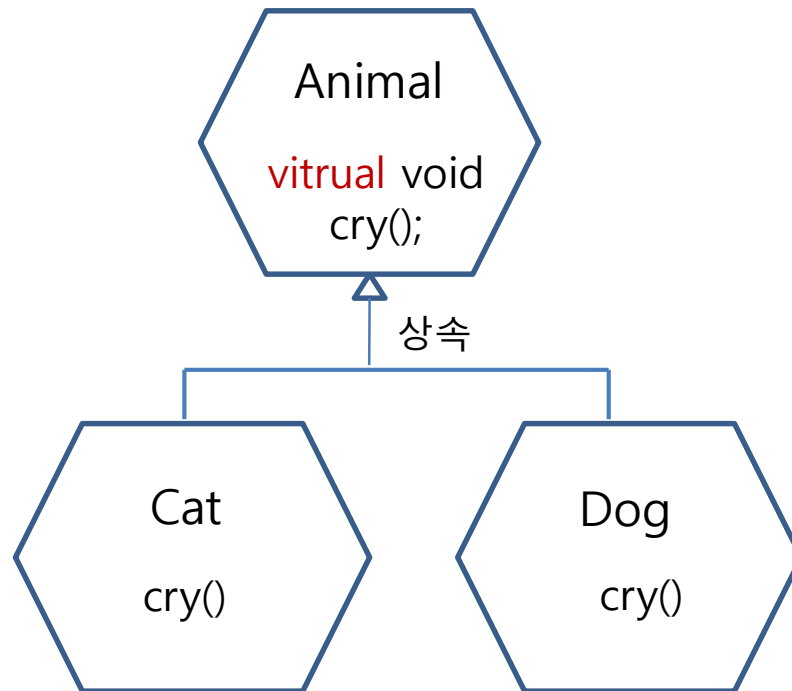 Animal
vitrual void
cry();
상속
Cat
cry()
Dog
cry()